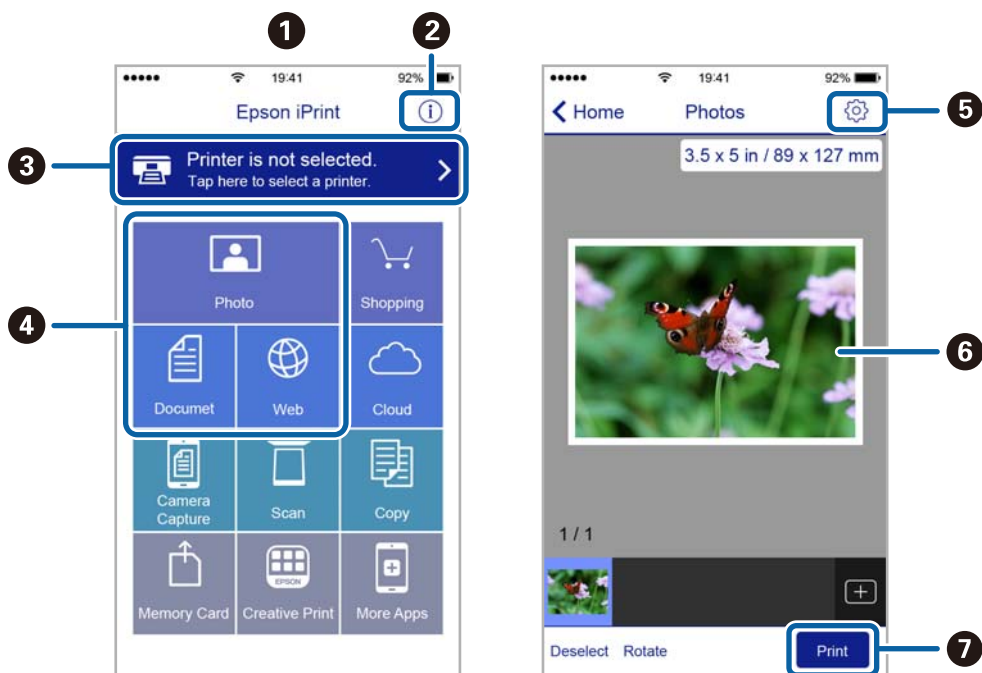 1
2
19:41 92%
Epson iPrint
i
3
Printer is not selected.
Tap here to select a printer.
4
Photo Shopping
Documet Web Cloud
Camera
Capture Scan Copy
EPSON
Memory Card Creative Print More Apps
19:41 92%
Home Photos
5
3.5 x 5 in / 89 x 127 mm
6
1 / 1
Deselect Rotate Print
7